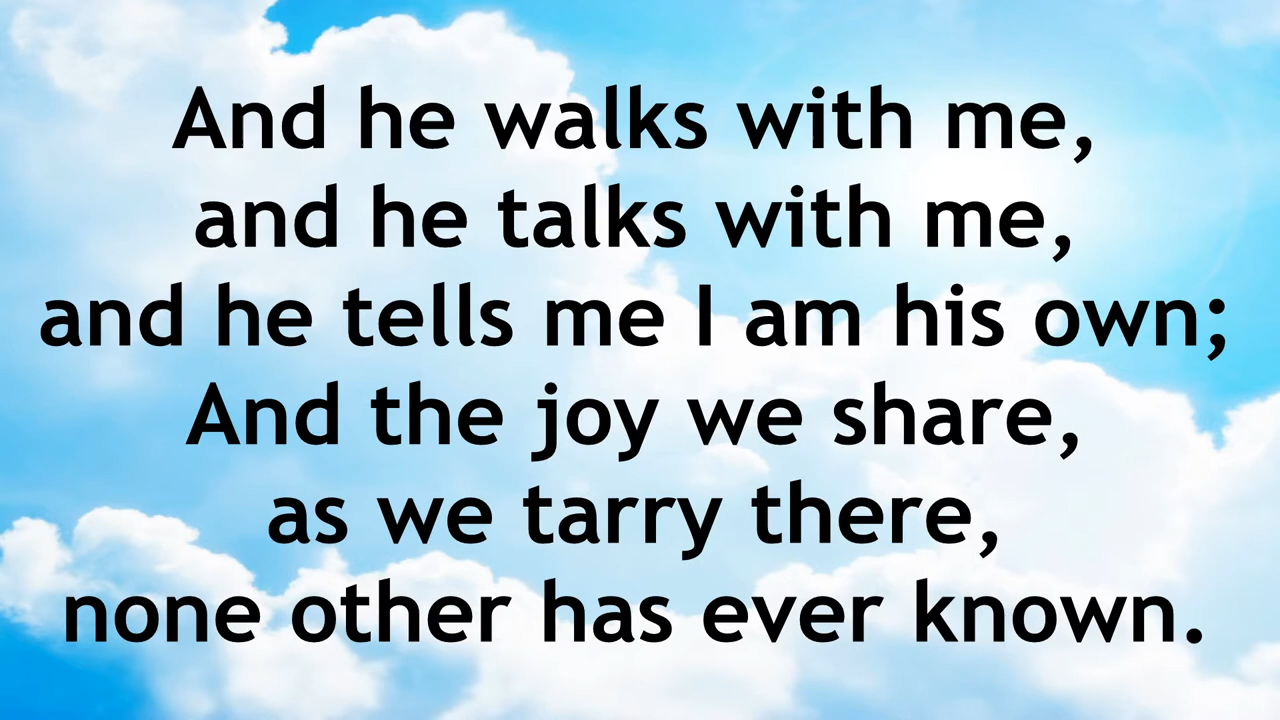 And he walks with me,
and he talks with me,
and he tells me I am his own;
And the joy we share,
as we tarry there,
none other has ever known.